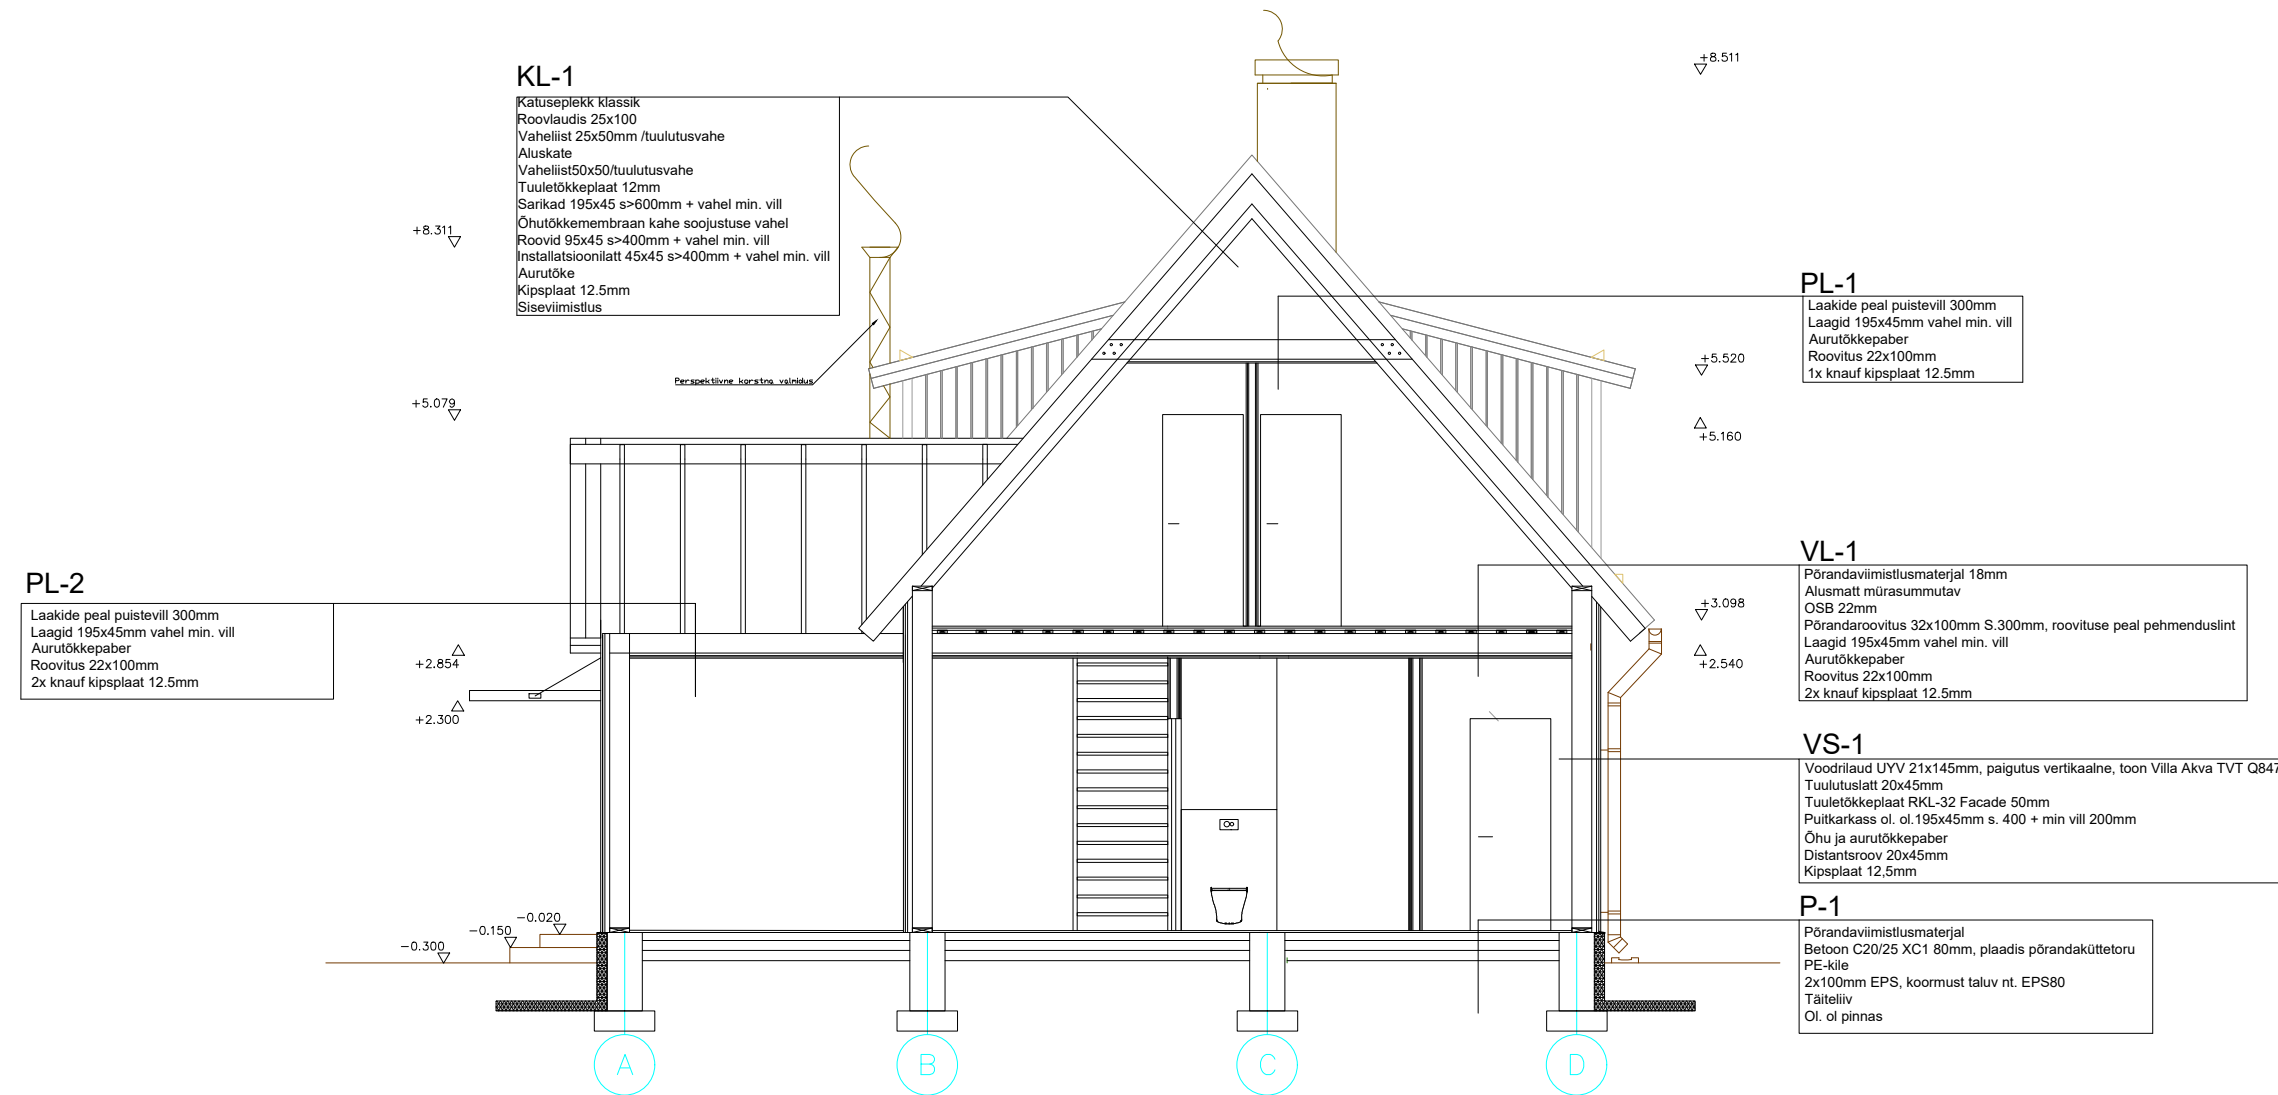 KL-1
Katuseplekk klassik
Roovlaudis 25x100
Vaheliist 25x50mm /tuulutusvahe
Aluskate
Vaheliist50x50/tuulutusvahe
Tuuletõkkeplaat 12mm
Sarikad 195x45 s>600mm + vahel min. vill
Õhutõkkemembraan kahe soojustuse vahel
Roovid 95x45 s>400mm + vahel min. vill
Installatsioonilatt 45x45 s>400mm + vahel min. vill
Aurutõke
Kipsplaat 12.5mm
Siseviimistlus
+8.511
+8.311
PL-1
Laakide peal puistevill 300mm
Laagid 195x45mm vahel min. vill
Aurutõkkepaber
Roovitus 22x100mm
1x knauf kipsplaat 12.5mm
Perspektiivne korstna valmidus
+5.520
+5.079
+5.160
PL-2
Laakide peal puistevill 300mm
Laagid 195x45mm vahel min. vill
Aurutõkkepaber
Roovitus 22x100mm
2x knauf kipsplaat 12.5mm
VL-1
Põrandaviimistlusmaterjal 18mm
Alusmatt mürasummutav
OSB 22mm
Põrandaroovitus 32x100mm S.300mm, roovituse peal pehmenduslint
Laagid 195x45mm vahel min. vill
Aurutõkkepaber
Roovitus 22x100mm
2x knauf kipsplaat 12.5mm
+3.098
+2.540
+2.854
+2.300
VS-1
Voodrilaud UYV 21x145mm, paigutus vertikaalne, toon Villa Akva TVT Q847
Tuulutuslatt 20x45mm
Tuuletõkkeplaat RKL-32 Facade 50mm
Puitkarkass ol. ol.195x45mm s. 400 + min vill 200mm
Õhu ja aurutõkkepaber
Distantsroov 20x45mm
Kipsplaat 12,5mm
P-1
Põrandaviimistlusmaterjal
Betoon C20/25 XC1 80mm, plaadis põrandaküttetoru
PE-kile
2x100mm EPS, koormust taluv nt. EPS80
Täiteliiv
Ol. ol pinnas
-0.020
-0.150
-0.300
A
B
C
D